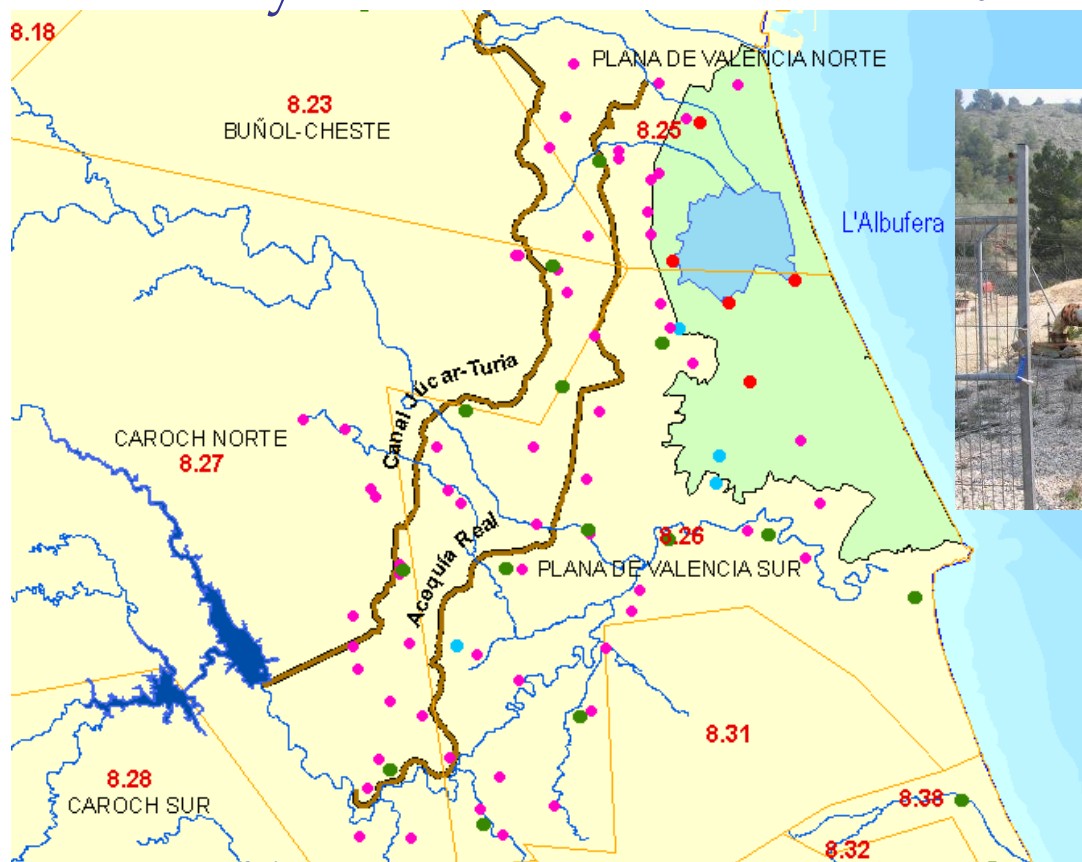 8.18
PLANA DE VALENCIA NORTE
8.23
BUÑOL-CHESTE
8.25
L'Albufera
Canal Júcar-Turia
CAROCH NORTE
8.27
Acequia Real
8.26
PLANA DE VALENCIA SUR
8.31
8.28
CAROCH SUR
8.38
8.32